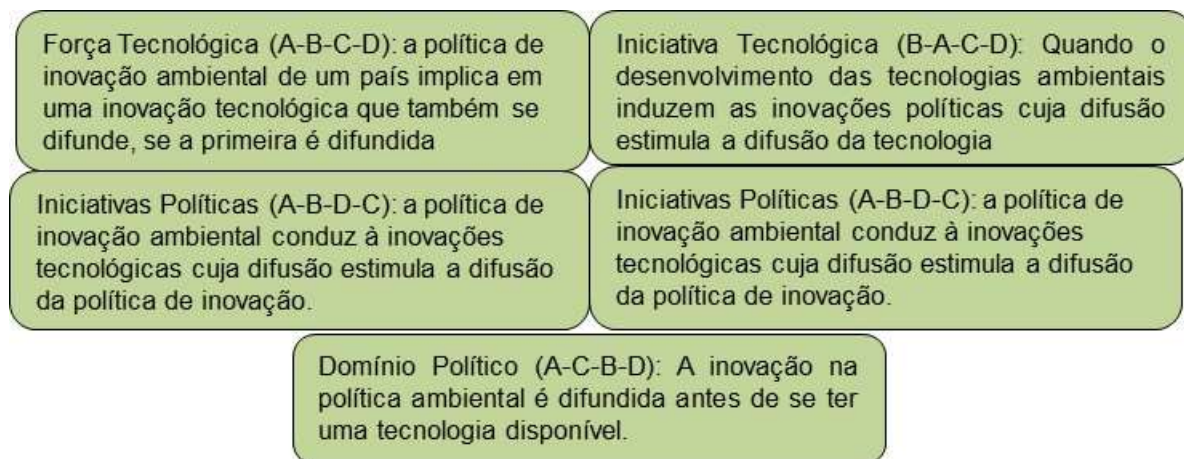 Força Tecnológica (A-B-C-D): a política de
inovação ambiental de um país implica em
uma inovação tecnológica que também se
difunde, se a primeira é difundida
Iniciativa Tecnológica (B-A-C-D): Quando o
desenvolvimento das tecnologias ambientais
induzem as inovações políticas cuja difusão
estimula a difusão da tecnologia
Iniciativas Políticas (A-B-D-C): a política de
inovação ambiental conduz à inovações
tecnológicas cuja difusão estimula a difusão
da política de inovação.
Iniciativas Políticas (A-B-D-C): a política de
inovação ambiental conduz à inovações
tecnológicas cuja difusão estimula a difusão
da política de inovação.
Domínio Político (A-C-B-D): A inovação na
política ambiental é difundida antes de se ter
uma tecnologia disponível.